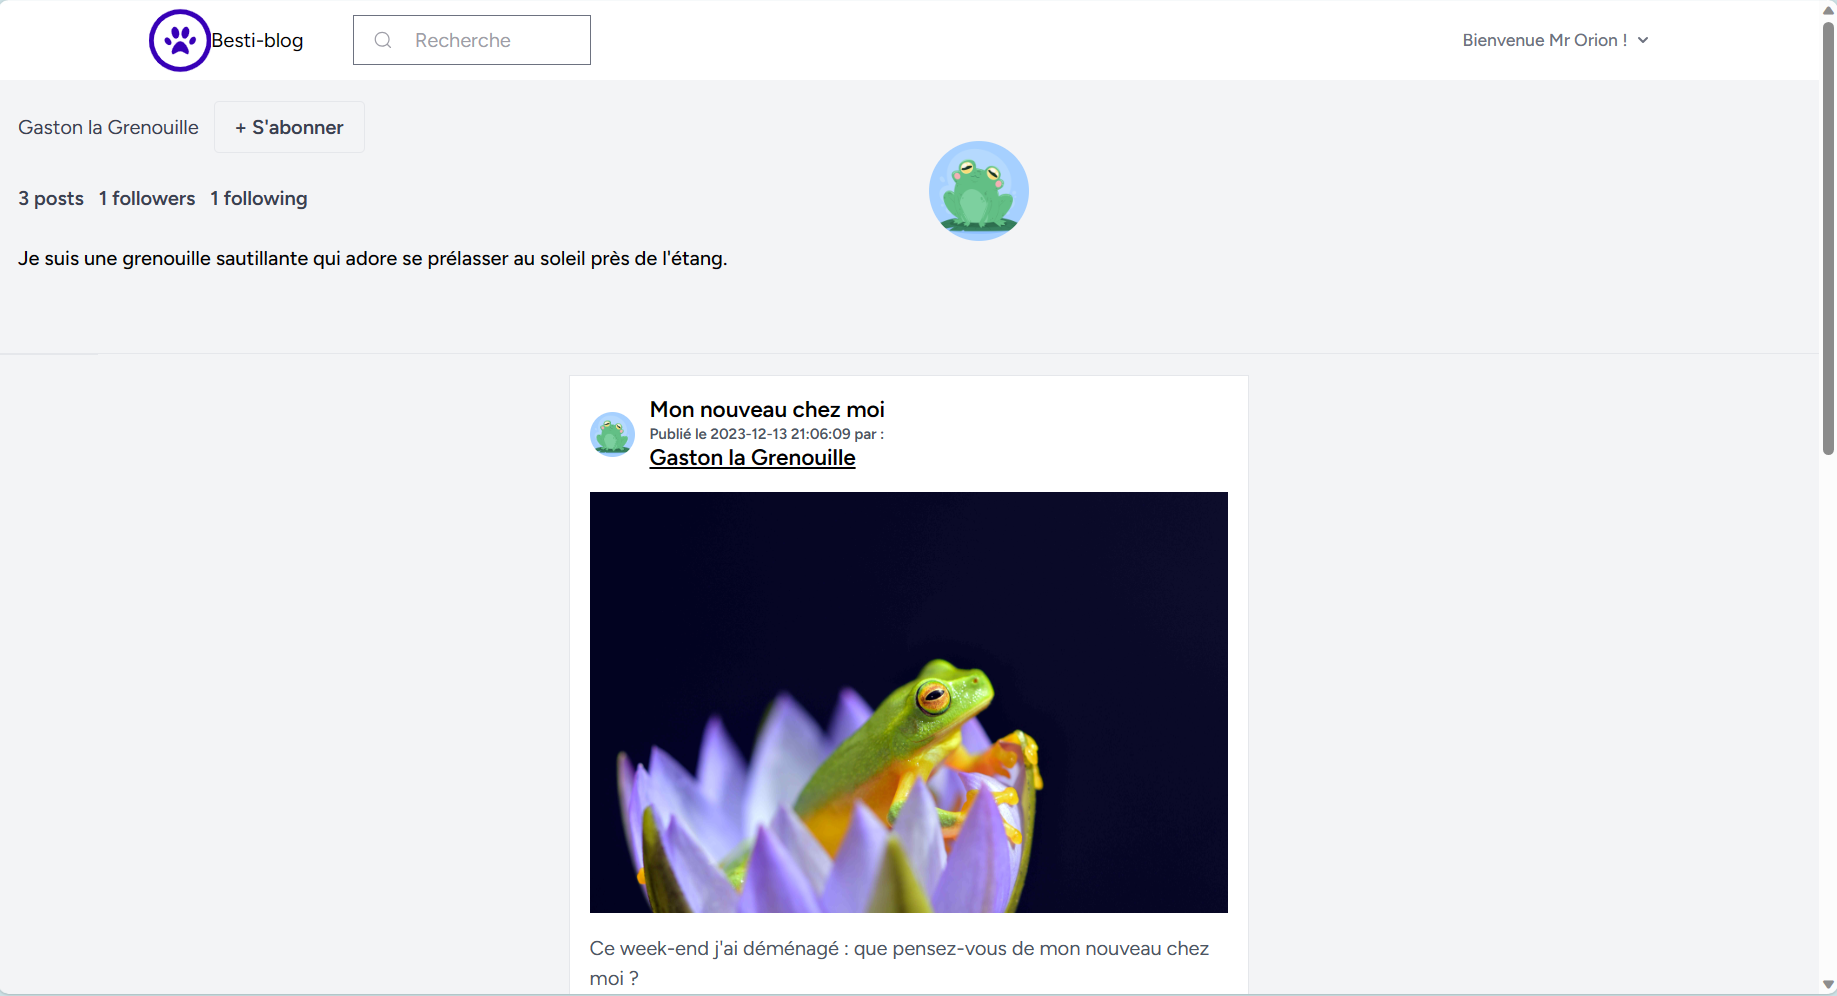 Besti-blog
Recherche
Bienvenue Mr Orion !
Gaston la Grenouille
+ S'abonner
3 posts 1 followers 1 following
Je suis une grenouille sautillante qui adore se prélasser au soleil près de l'étang.
Mon nouveau chez moi
Publié le 2023-12-13 21:06:09 par :
Gaston la Grenouille
Ce week-end j'ai déménagé : que pensez-vous de mon nouveau chez
moi ?